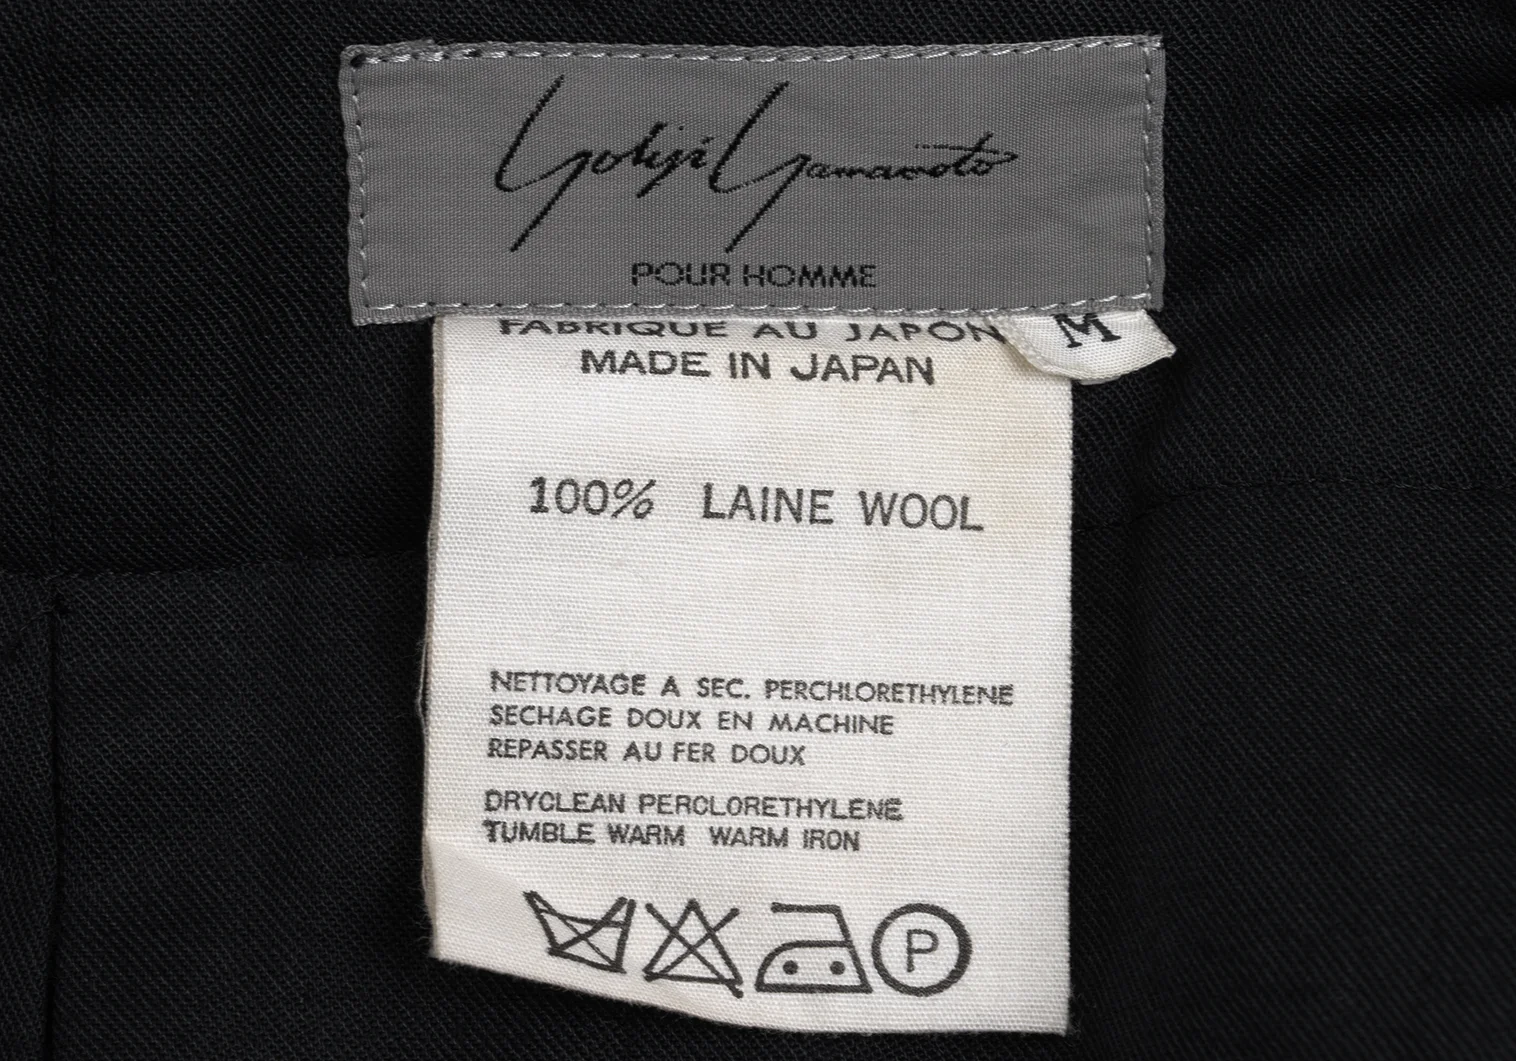 Yohji Yamamoto
POUR HOMME
M
FABRIQUE AU JAPON
MADE IN JAPAN
100% LAINE WOOL
NETTOYAGE A SEC. PERCHLORETHYLENE
SECHAGE DOUX EN MACHINE
REPASSER AU FER DOUX
DRYCLEAN PERCLORETHYLENE
TUMBLE WARM WARM IRON
P